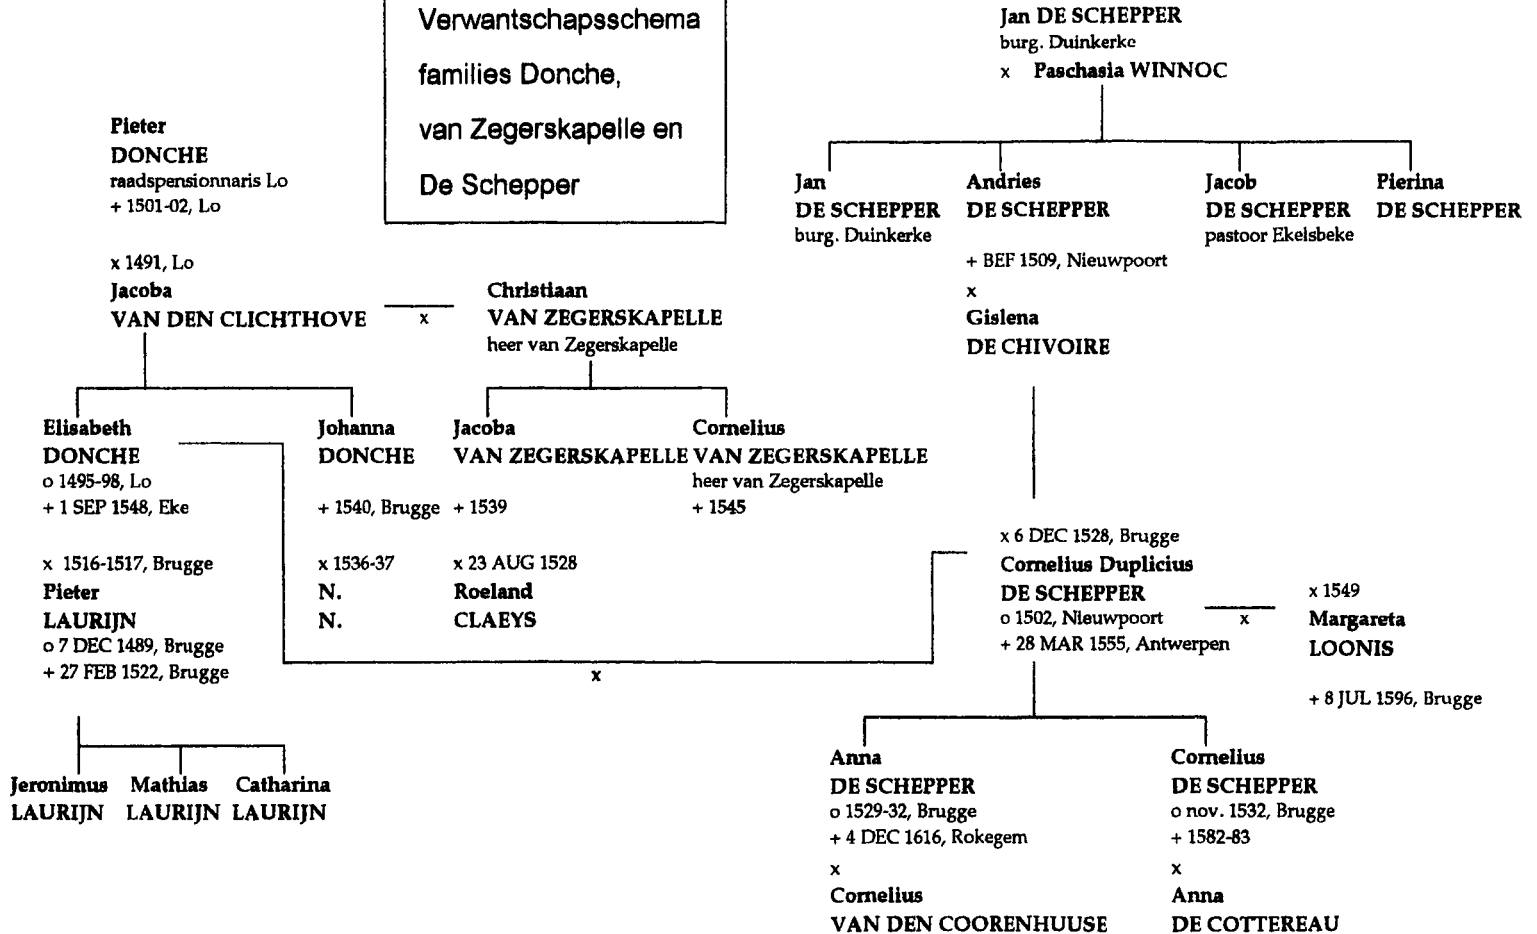 Verwantschapsschema
families Donche,
van Zegerskapelle en
De Schepper
Jan DE SCHEPPER
burg. Duinkerke
x Paschasia WINNOC
Pieter
DONCHE
raadspensionnaris Lo
+ 1501-02, Lo
x 1491, Lo
Jacoba
VAN DEN CLICHTHOVE
x
Christiaan
VAN ZEGERSKAPELLE
heer van Zegerskapelle
Jan
DE SCHEPPER
burg. Duinkerke
Andries
DE SCHEPPER
+ BEF 1509, Nieuwpoort
x
Gislena
DE CHIVOIRE
Jacob
DE SCHEPPER
pastoor Ekelsbeke
Pierina
DE SCHEPPER
Elisabeth
DONCHE
o 1495-98, Lo
+ 1 SEP 1548, Eke
x 1516-1517, Brugge
Pieter
LAURIJN
o 7 DEC 1489, Brugge
+ 27 FEB 1522, Brugge
Johanna
DONCHE
+ 1540, Brugge
x 1536-37
N.
N.
Jacoba
VAN ZEGERSKAPELLE
+ 1539
x 23 AUG 1528
Roeland
CLAEYS
Cornelius
VAN ZEGERSKAPELLE
heer van Zegerskapelle
+ 1545
x
x 6 DEC 1528, Brugge
Cornelius Duplicius
DE SCHEPPER
o 1502, Nieuwpoort
+ 28 MAR 1555, Antwerpen
x
x 1549
Margareta
LOONIS
+ 8 JUL 1596, Brugge
Jeronimus
LAURIJN
Mathias
LAURIJN
Catharina
LAURIJN
Anna
DE SCHEPPER
o 1529-32, Brugge
+ 4 DEC 1616, Rokegem
x
Cornelius
VAN DEN COORENHUUSE
Cornelius
DE SCHEPPER
o nov. 1532, Brugge
+ 1582-83
x
Anna
DE COTTEREAU